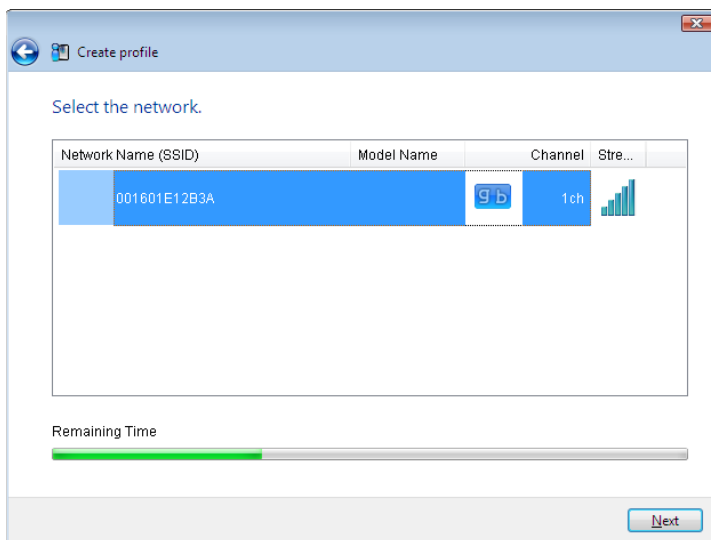 Create profile
Select the network.
Network Name (SSID) Model Name Channel Stre...
001601E12B3A g b 1ch
Remaining Time
Next